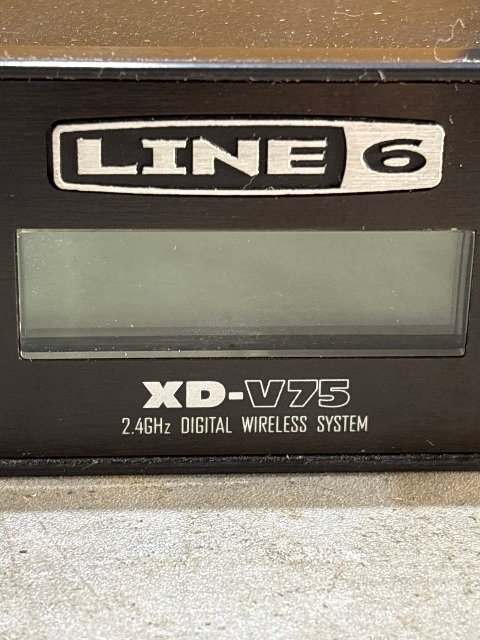 LINE 6
XD-V75
2.4GHz DIGITAL WIRELESS SYSTEM